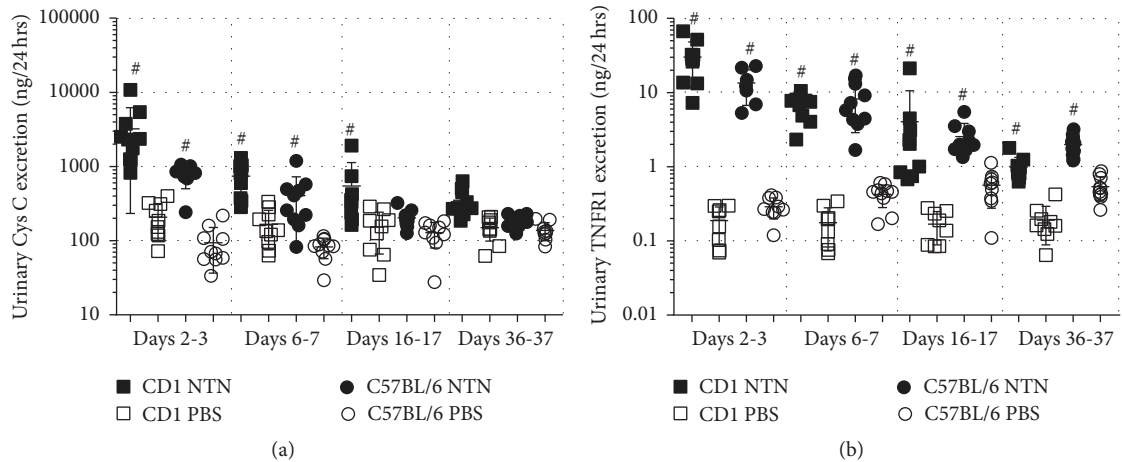 Urinary Cys C excretion (ng/24 hrs)
100000
10000
1000
100
10
# # # # #
Days 2-3 Days 6-7 Days 16-17 Days 36-37
CD1 NTN C57BL/6 NTN
CD1 PBS C57BL/6 PBS
(a)
Urinary TNFR1 excretion (ng/24 hrs)
100
10
1
0.1
0.01
# # # # # # # #
Days 2-3 Days 6-7 Days 16-17 Days 36-37
CD1 NTN C57BL/6 NTN
CD1 PBS C57BL/6 PBS
(b)